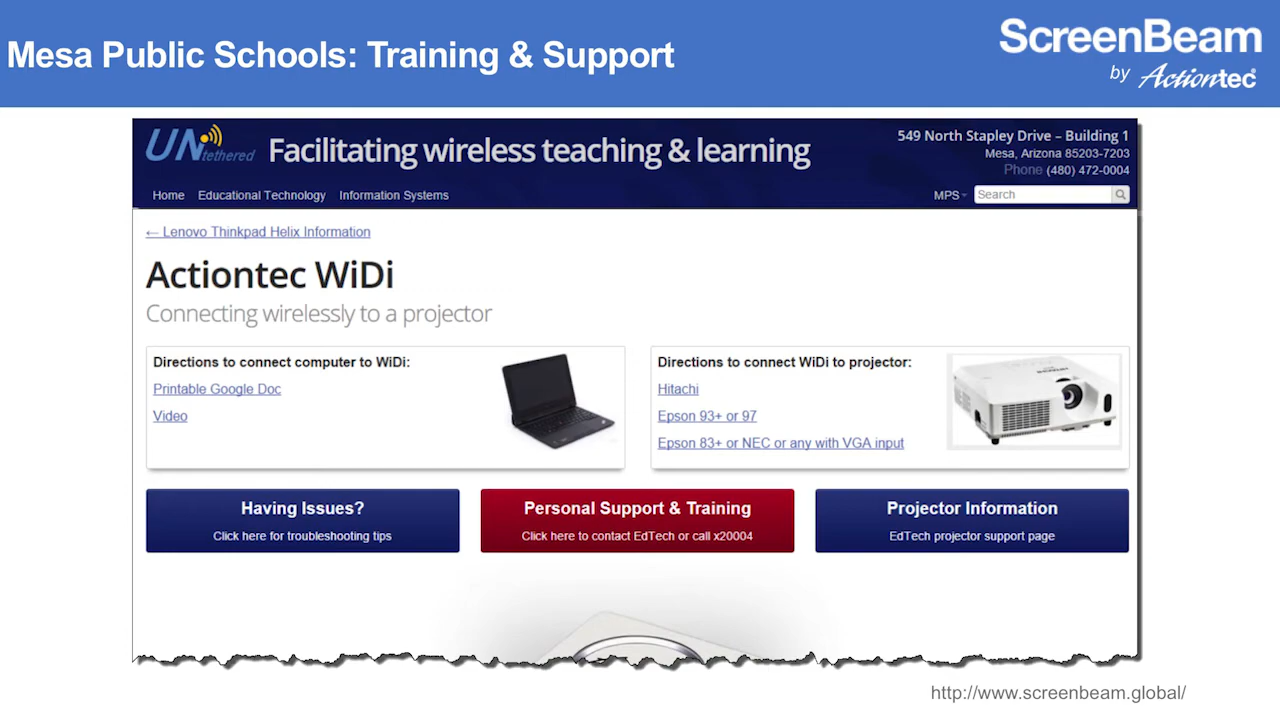 Mesa Public Schools: Training & Support
ScreenBeam
by Actiontec®
UNtethered
Facilitating wireless teaching & learning
549 North Stapley Drive – Building 1
Mesa, Arizona 85203-7203
Phone (480) 472-0004
Home Educational Technology Information Systems
MPS Search
← Lenovo Thinkpad Helix Information
Actiontec WiDi
Connecting wirelessly to a projector
Directions to connect computer to WiDi:
Printable Google Doc
Video
Directions to connect WiDi to projector:
Hitachi
Epson 93+ or 97
Epson 83+ or NEC or any with VGA input
Having Issues?
Click here for troubleshooting tips
Personal Support & Training
Click here to contact EdTech or call x20004
Projector Information
EdTech projector support page
http://www.screenbeam.global/